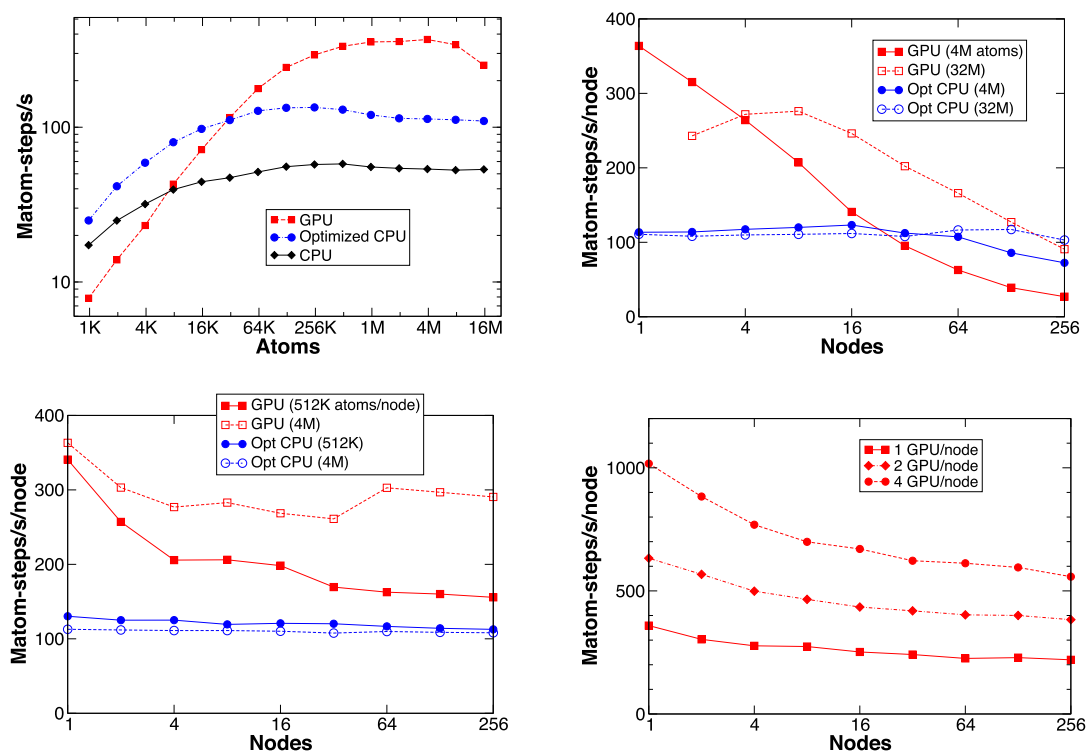 Matom-steps/s
100
10
GPU
Optimized CPU
CPU
1K 4K 16K 64K 256K 1M 4M 16M
Atoms
Matom-steps/s/node
400
300
200
100
0
GPU (4M atoms)
GPU (32M)
Opt CPU (4M)
Opt CPU (32M)
1 4 16 64 256
Nodes
Matom-steps/s/node
400
300
200
100
0
GPU (512K atoms/node)
GPU (4M)
Opt CPU (512K)
Opt CPU (4M)
1 4 16 64 256
Nodes
Matom-steps/s/node
1000
500
0
1 GPU/node
2 GPU/node
4 GPU/node
1 4 16 64 256
Nodes